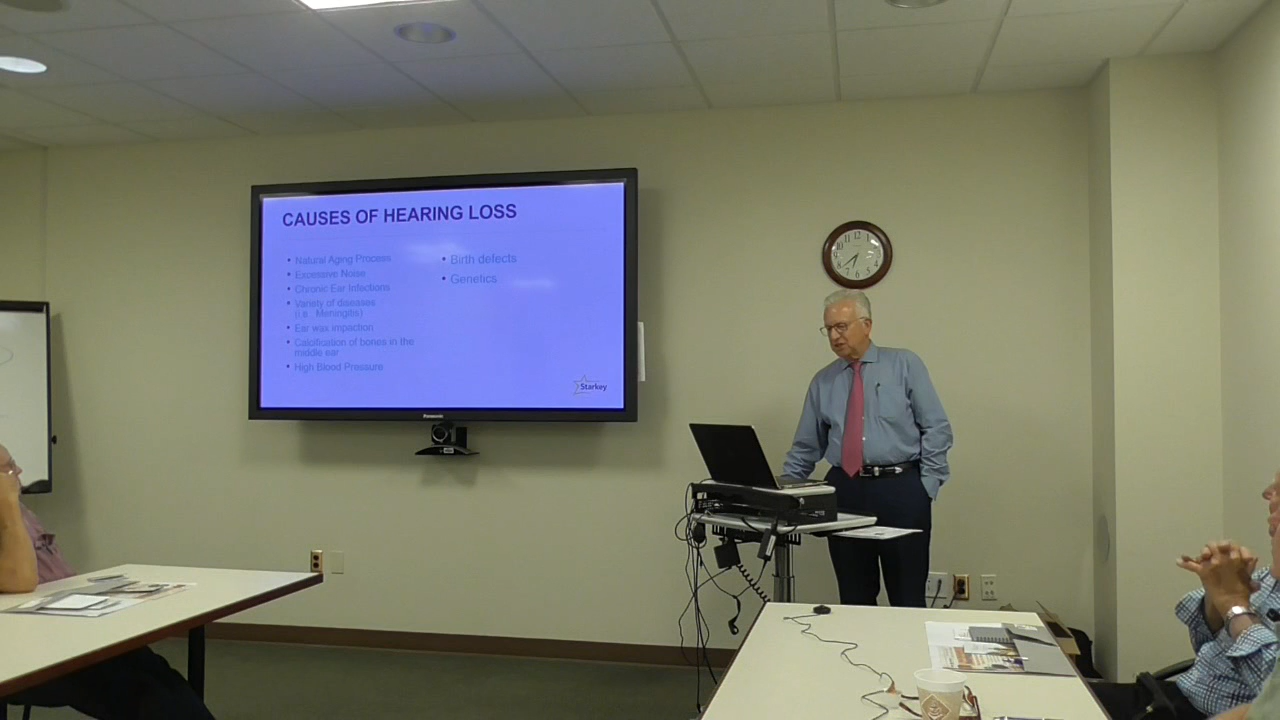 CAUSES OF HEARING LOSS
• Natural Aging Process
• Excessive Noise
• Chronic Ear Infections
• Variety of diseases
(i.e. Meningitis)
• Ear wax impaction
• Calcification of bones in the
middle ear
• High Blood Pressure
• Birth defects
• Genetics
Starkey
Panasonic